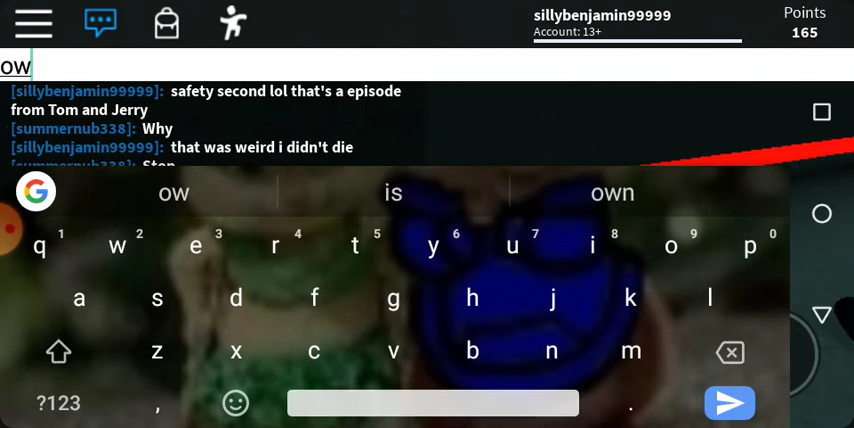 sillybenjamin99999
Account: 13+
Points
165
ow
[sillybenjamin99999]: safety second lol that's a episode
from Tom and Jerry
[summernub338]: Why
[sillybenjamin99999]: that was weird i didn't die
[summernub338]: Stop
G
ow is own
q 1 w 2 e 3 r 4 t 5 y 6 u 7 i 8 o 9 p 0
a s d f g h j k l
z x c v b n m
?123 , .